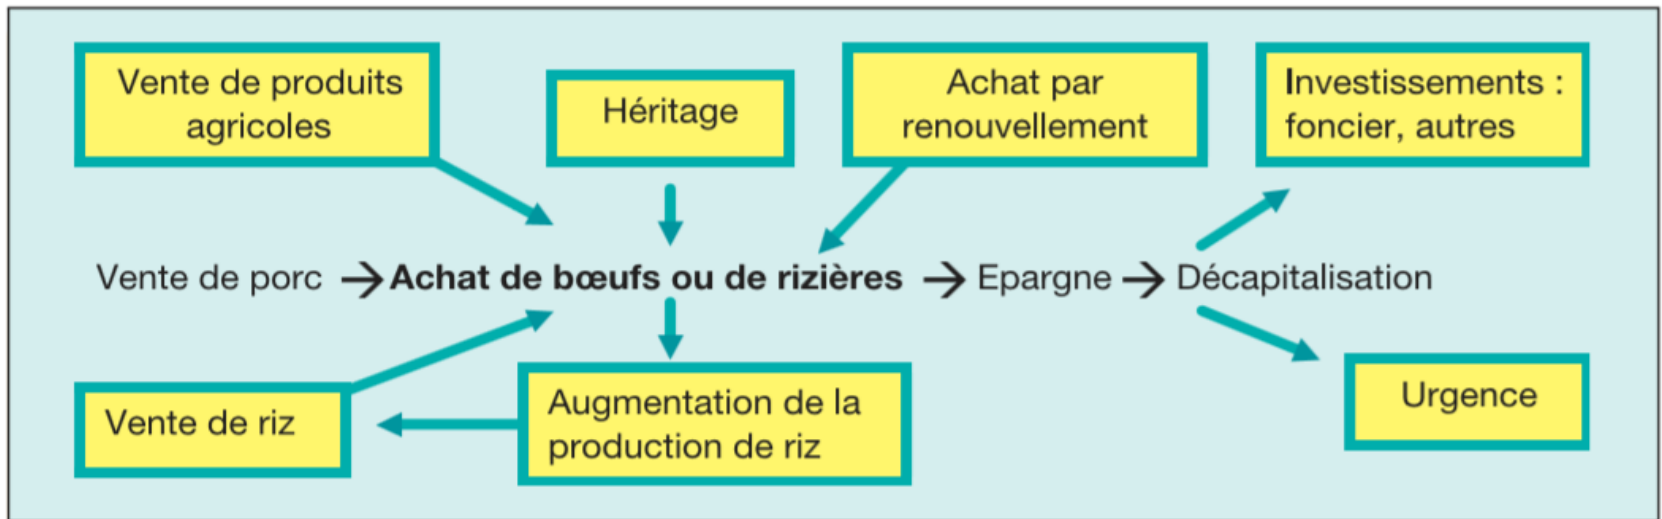 Vente de produits
agricoles
Héritage
Achat par
renouvellement
Investissements :
foncier, autres
Vente de porc → Achat de bœufs ou de rizières → Epargne → Décapitalisation
Vente de riz
Augmentation de la
production de riz
Urgence